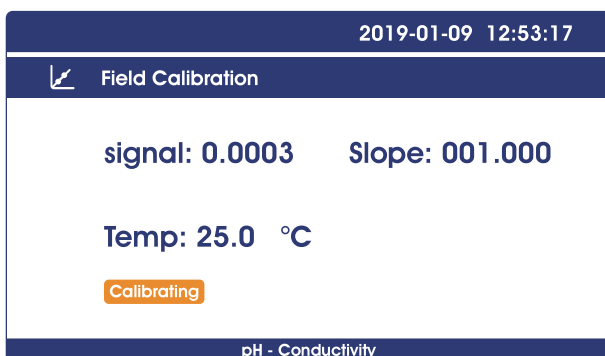 2019-01-09 12:53:17
Field Calibration
signal: 0.0003 Slope: 001.000
Temp: 25.0 °C
Calibrating
pH - Conductivity